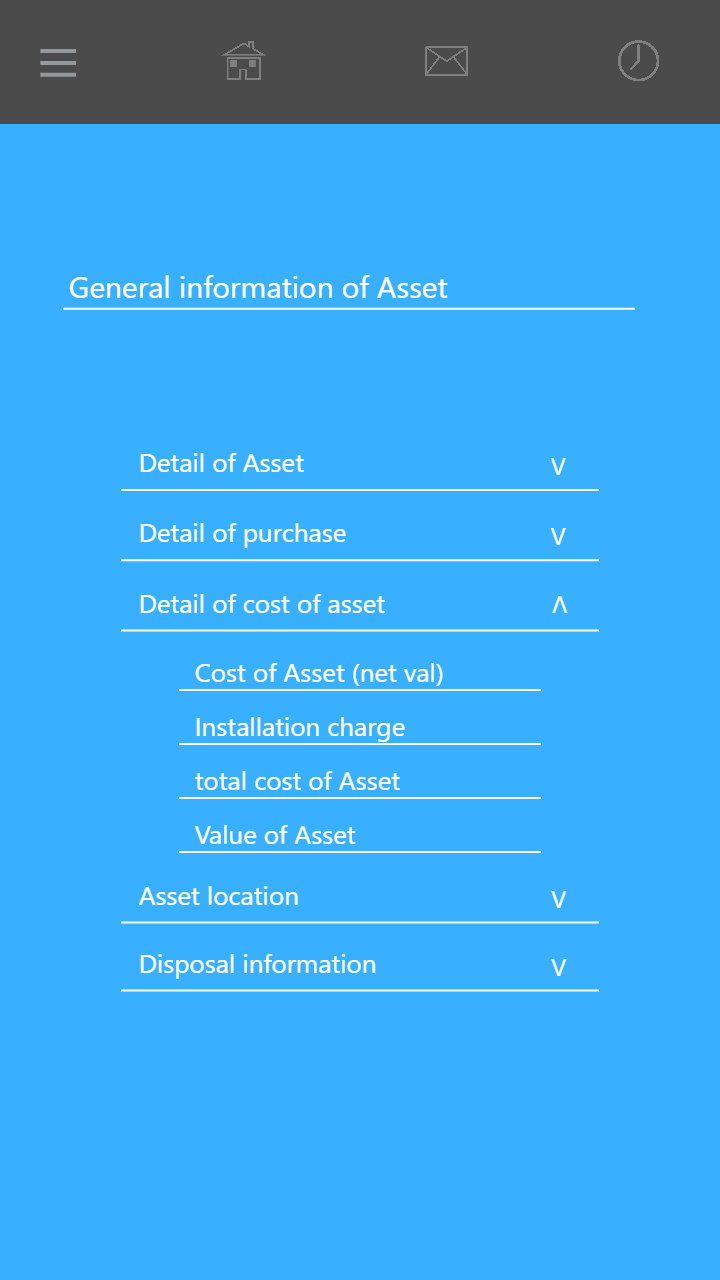 General information of Asset
Detail of Asset V
Detail of purchase V
Detail of cost of asset Λ
Cost of Asset (net val)
Installation charge
total cost of Asset
Value of Asset
Asset location V
Disposal information V